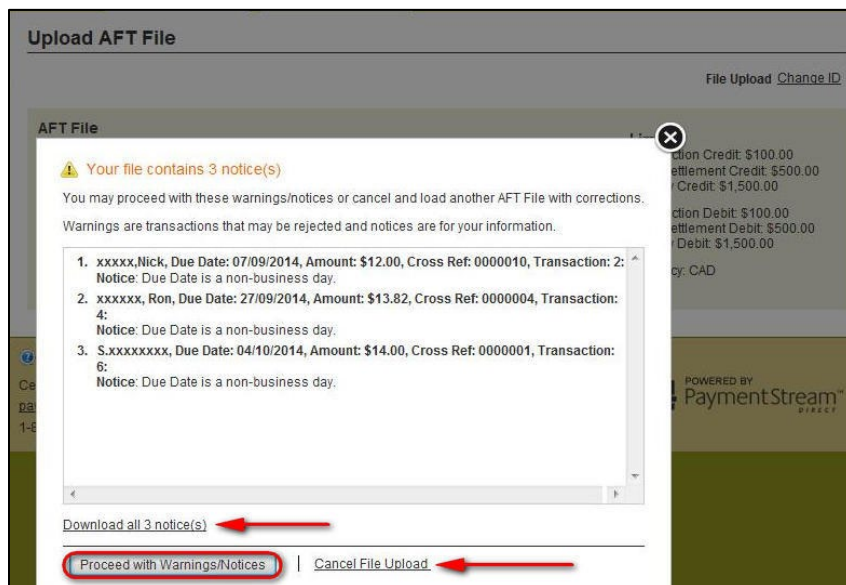 Upload AFT File
File Upload Change ID
AFT File
ction Credit: $100.00
ettlement Credit: $500.00
Credit: $1,500.00
ction Debit: $100.00
ettlement Debit: $500.00
Debit: $1,500.00
cy: CAD
Your file contains 3 notice(s)
You may proceed with these warnings/notices or cancel and load another AFT File with corrections.
Warnings are transactions that may be rejected and notices are for your information.
1. xxxxx,Nick, Due Date: 07/09/2014, Amount: $12.00, Cross Ref: 0000010, Transaction: 2:
Notice: Due Date is a non-business day.
2. xxxxxx, Ron, Due Date: 27/09/2014, Amount: $13.82, Cross Ref: 0000004, Transaction:
4:
Notice: Due Date is a non-business day.
3. S.xxxxxxxx, Due Date: 04/10/2014, Amount: $14.00, Cross Ref: 0000001, Transaction:
6:
Notice: Due Date is a non-business day.
Download all 3 notice(s)
Proceed with Warnings/Notices | Cancel File Upload
Ce
pa
1-8
POWERED BY
PaymentStream™
DIRECT